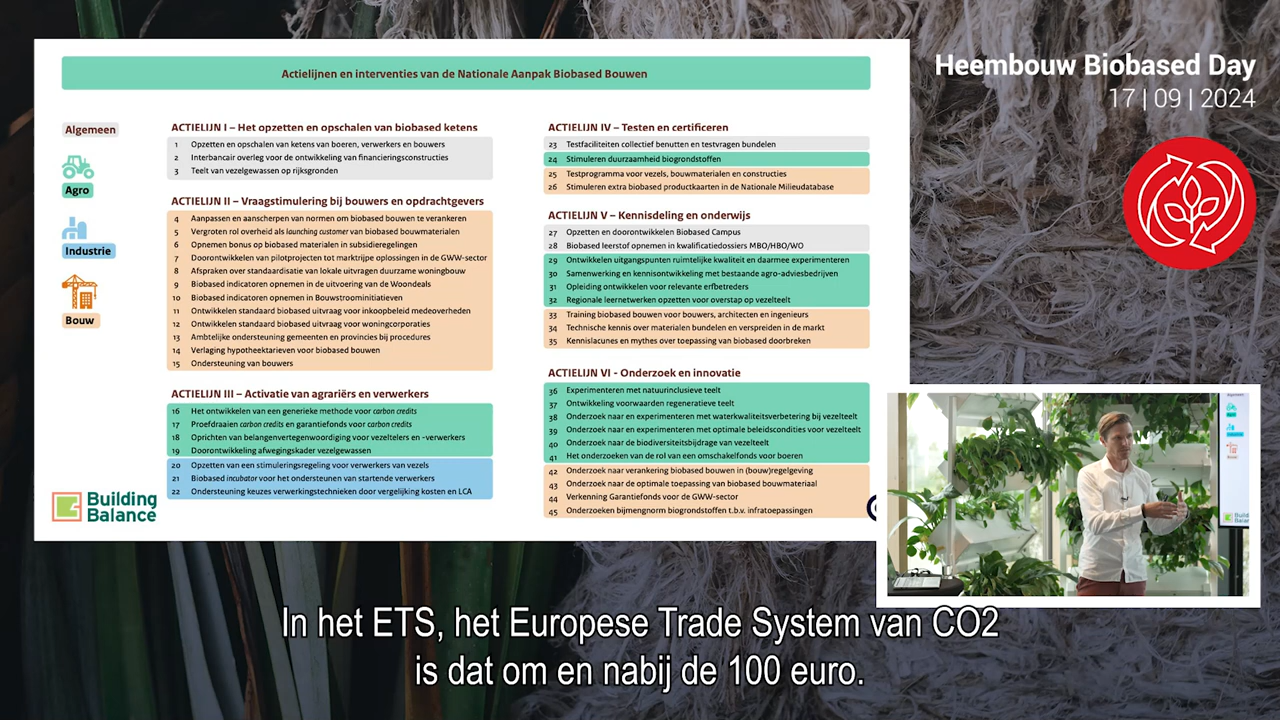 Actielijnen en interventies van de Nationale Aanpak Biobased Bouwen
Heembouw Biobased Day
17 | 09 | 2024
Algemeen
Agro
Industrie
Bouw
ACTIELIJN I – Het opzetten en opschalen van biobased ketens
1 Opzetten en opschalen van ketens van boeren, verwerkers en bouwers
2 Interbancair overleg voor de ontwikkeling van financieringsconstructies
3 Teelt van vezelgewassen op rijksgronden
ACTIELIJN II – Vraagstimulering bij bouwers en opdrachtgevers
4 Aanpassen en aanscherpen van normen om biobased bouwen te verankeren
5 Vergroten rol overheid als launching customer van biobased bouwmaterialen
6 Opnemen bonus op biobased materialen in subsidieregelingen
7 Doorontwikkelen van pilotprojecten tot marktrijpe oplossingen in de GWW-sector
8 Afspraken over standaardisatie van lokale uitvragen duurzame woningbouw
9 Biobased indicatoren opnemen in de uitvoering van de Woondeals
10 Biobased indicatoren opnemen in Bouwstroominitiatieven
11 Ontwikkelen standaard biobased uitvraag voor inkoopbeleid medeoverheden
12 Ontwikkelen standaard biobased uitvraag voor woningcorporaties
13 Ambtelijke ondersteuning gemeenten en provincies bij procedures
14 Verlaging hypotheektarieven voor biobased bouwen
15 Ondersteuning van bouwers
ACTIELIJN III – Activatie van agrariërs en verwerkers
16 Het ontwikkelen van een generieke methode voor carbon credits
17 Proefdraaien carbon credits en garantiefonds voor carbon credits
18 Oprichten van belangenvertegenwoordiging voor vezeltelers en -verwerkers
19 Doorontwikkeling afwegingskader vezelgewassen
20 Opzetten van een stimuleringsregeling voor verwerkers van vezels
21 Biobased incubator voor het ondersteunen van startende verwerkers
22 Ondersteuning keuzes verwerkingstechnieken door vergelijking kosten en LCA
ACTIELIJN IV – Testen en certificeren
23 Testfaciliteiten collectief benutten en testvragen bundelen
24 Stimuleren duurzaamheid biogrondstoffen
25 Testprogramma voor vezels, bouwmaterialen en constructies
26 Stimuleren extra biobased productkaarten in de Nationale Milieudatabase
ACTIELIJN V – Kennisdeling en onderwijs
27 Opzetten en doorontwikkelen Biobased Campus
28 Biobased leerstof opnemen in kwalificatiedossiers MBO/HBO/WO
29 Ontwikkelen uitgangspunten ruimtelijke kwaliteit en daarmee experimenteren
30 Samenwerking en kennisontwikkeling met bestaande agro-adviesbedrijven
31 Opleiding ontwikkelen voor relevante erfbetreders
32 Regionale leernetwerken opzetten voor overstap op vezelteelt
33 Training biobased bouwen voor bouwers, architecten en ingenieurs
34 Technische kennis over materialen bundelen en verspreiden in de markt
35 Kennislacunes en mythes over toepassing van biobased doorbreken
ACTIELIJN VI - Onderzoek en innovatie
36 Experimenteren met natuurinclusieve teelt
37 Ontwikkeling voorwaarden regeneratieve teelt
38 Onderzoek naar en experimenteren met waterkwaliteitsverbetering bij vezelteelt
39 Onderzoek naar en experimenteren met optimale beleidscondities voor vezelteelt
40 Onderzoek naar de biodiversiteitsbijdrage van vezelteelt
41 Het onderzoeken van de rol van een omschakelfonds voor boeren
42 Onderzoek naar verankering biobased bouwen in (bouw)regelgeving
43 Onderzoek naar de optimale toepassing van biobased bouwmateriaal
44 Verkenning Garantiefonds voor de GWW-sector
45 Onderzoeken bijmengnorm biogrondstoffen t.b.v. infratoepassingen
Building
Balance
In het ETS, het Europese Trade System van CO2
is dat om en nabij de 100 euro.